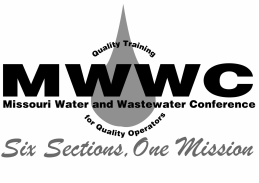 Quality Training
MWWC
Missouri Water and Wastewater Conference
for Quality Operators
Six Sections, One Mission